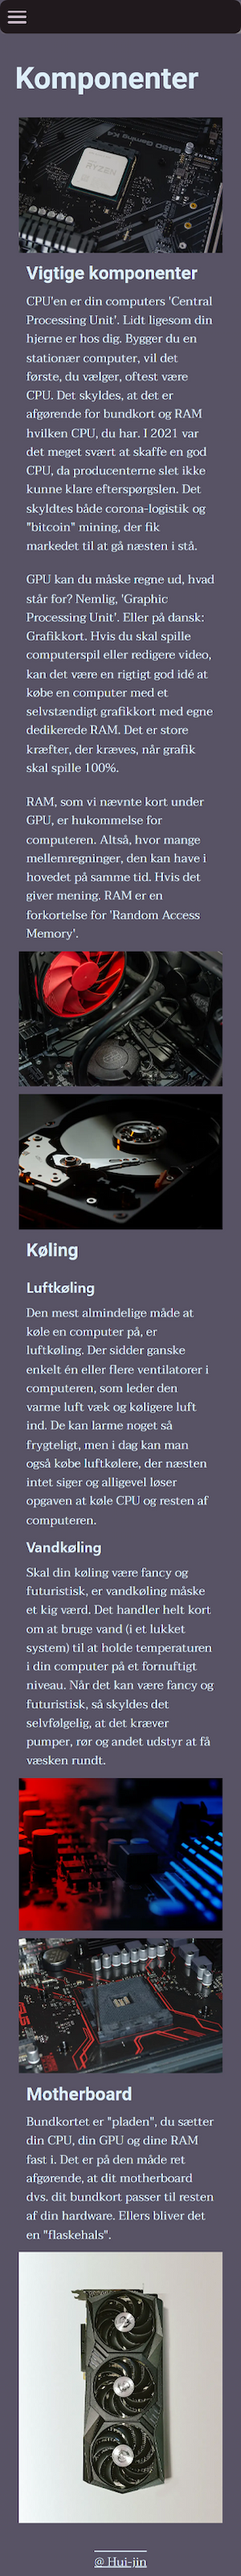 Komponenter
RYZEN
B450 Gaming K4
Vigtige komponenter
CPU'en er din computers 'Central
Processing Unit'. Lidt ligesom din
hjerne er hos dig. Bygger du en
stationær computer, vil det
første, du vælger, oftest være
CPU. Det skyldes, at det er
afgørende for bundkort og RAM
hvilken CPU, du har. I 2021 var
det meget svært at skaffe en god
CPU, da producenterne slet ikke
kunne klare efterspørgslen. Det
skyldtes både corona-logistik og
"bitcoin" mining, der fik
markedet til at gå næsten i stå.
GPU kan du måske regne ud, hvad
står for? Nemlig, 'Graphic
Processing Unit'. Eller på dansk:
Grafikkort. Hvis du skal spille
computerspil eller redigere video,
kan det være en rigtigt god idé at
købe en computer med et
selvstændigt grafikkort med egne
dedikerede RAM. Det er store
kræfter, der kræves, når grafik
skal spille 100%.
RAM, som vi nævnte kort under
GPU, er hukommelse for
computeren. Altså, hvor mange
mellemregninger, den kan have i
hovedet på samme tid. Hvis det
giver mening. RAM er en
forkortelse for 'Random Access
Memory'.
Køling
Luftkøling
Den mest almindelige måde at
køle en computer på, er
luftkøling. Der sidder ganske
enkelt én eller flere ventilatorer i
computeren, som leder den
varme luft væk og køligere luft
ind. De kan larme noget så
frygteligt, men i dag kan man
også købe luftkølere, der næsten
intet siger og alligevel løser
opgaven at køle CPU og resten af
computeren.
Vandkøling
Skal din køling være fancy og
futuristisk, er vandkøling måske
et kig værd. Det handler helt kort
om at bruge vand (i et lukket
system) til at holde temperaturen
i din computer på et fornuftigt
niveau. Når det kan være fancy og
futuristisk, så skyldes det
selvfølgelig, at det kræver
pumper, rør og andet udstyr at få
væsken rundt.
Motherboard
Bundkortet er "pladen", du sætter
din CPU, din GPU og dine RAM
fast i. Det er på den måde ret
afgørende, at dit motherboard
dvs. dit bundkort passer til resten
af din hardware. Ellers bliver det
en "flaskehals".
@ Hui-jin